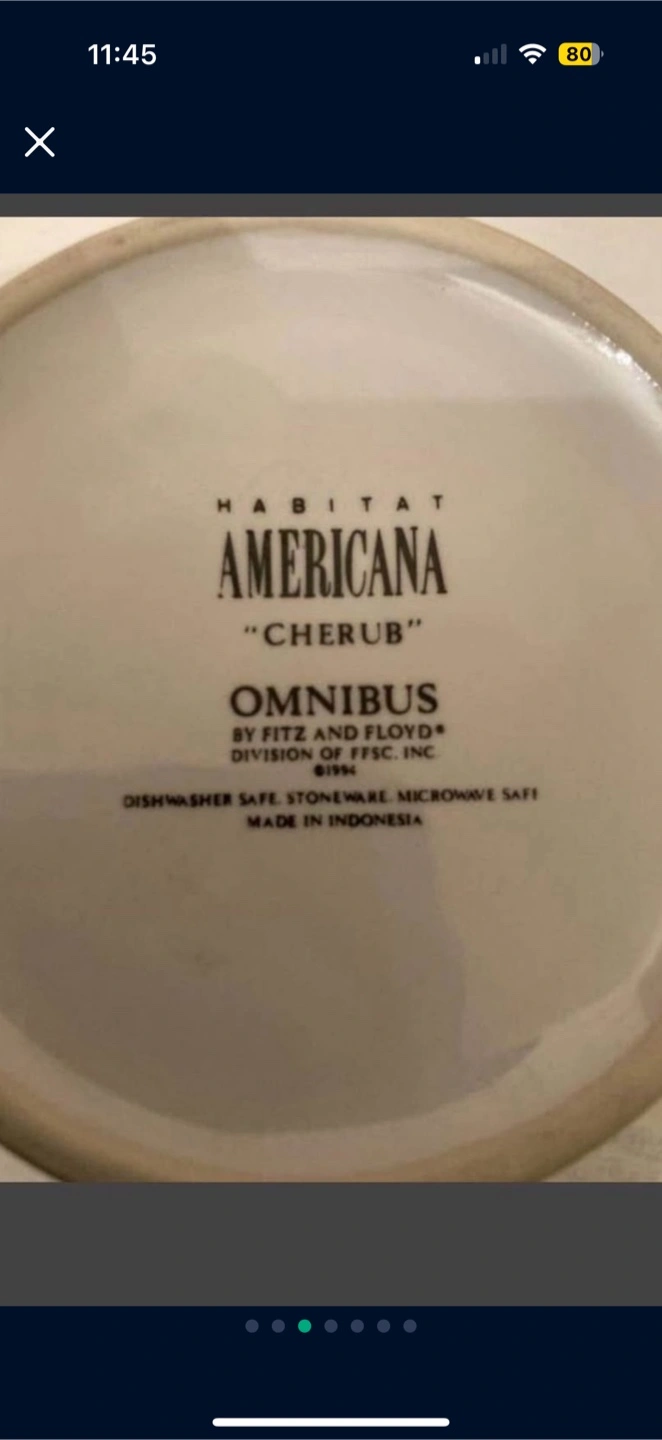 11:45
80
HABITAT
AMERICANA
"CHERUB"
OMNIBUS
BY FITZ AND FLOYD®
DIVISION OF FFSC. INC
©1994
DISHWASHER SAFE. STONEWARE. MICROWAVE SAFE
MADE IN INDONESIA